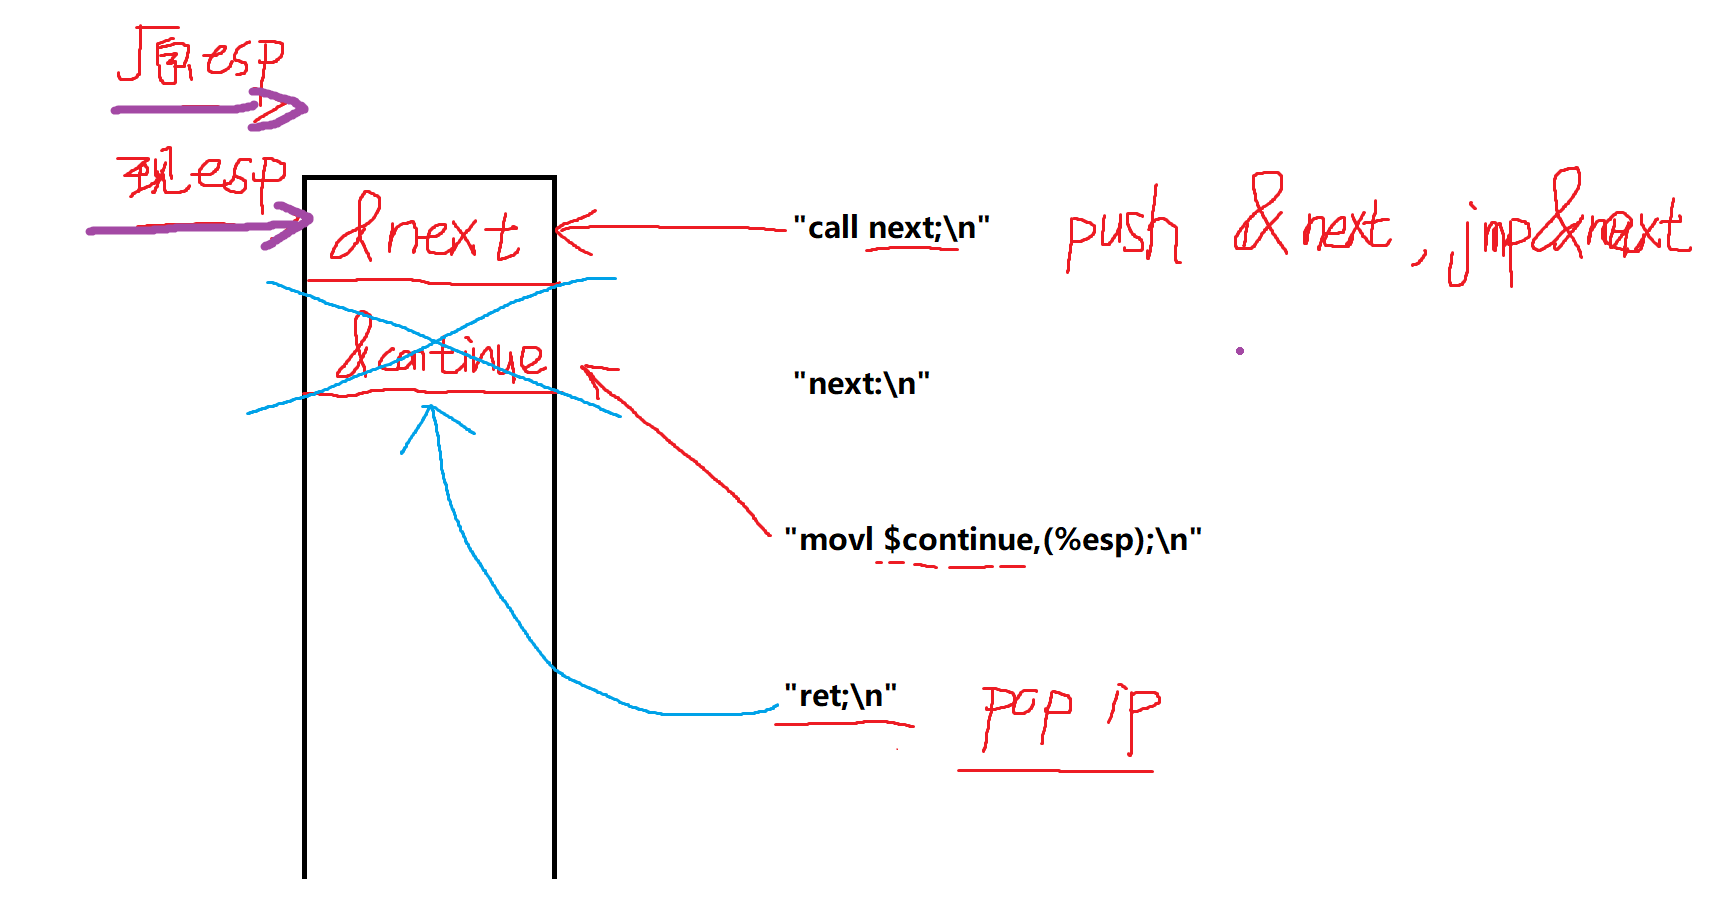 原esp
现esp
&next
"call next;\n"
push &next, jmp&next
&continue
"next:\n"
"movl $continue,(%esp);\n"
"ret;\n"
pop ip